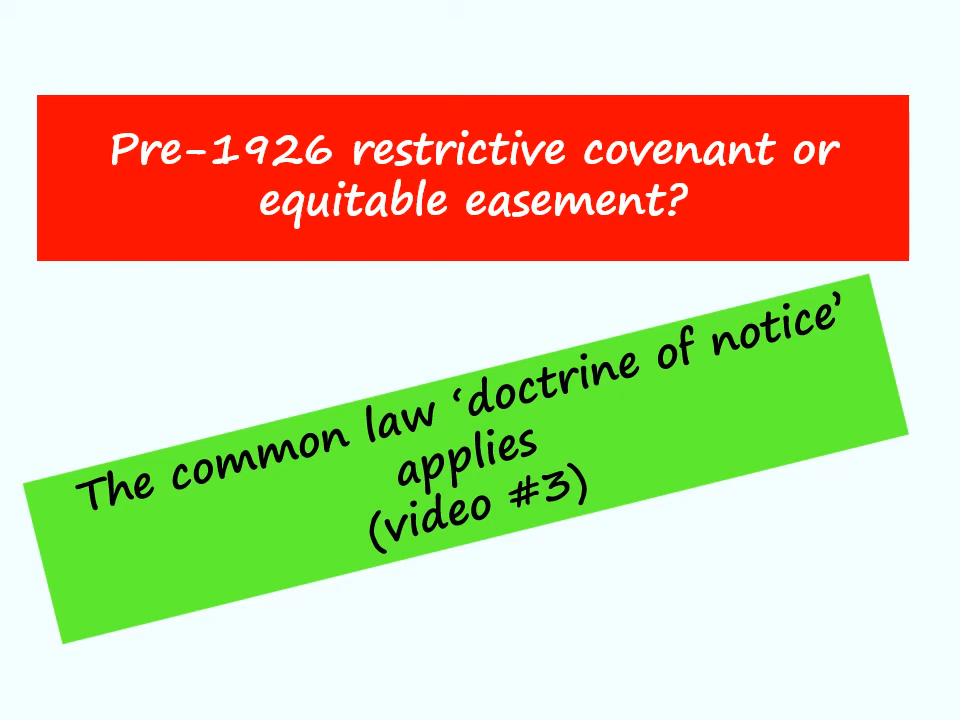 Pre-1926 restrictive covenant or
equitable easement?
The common law ‘doctrine of notice’
applies
(video #3)